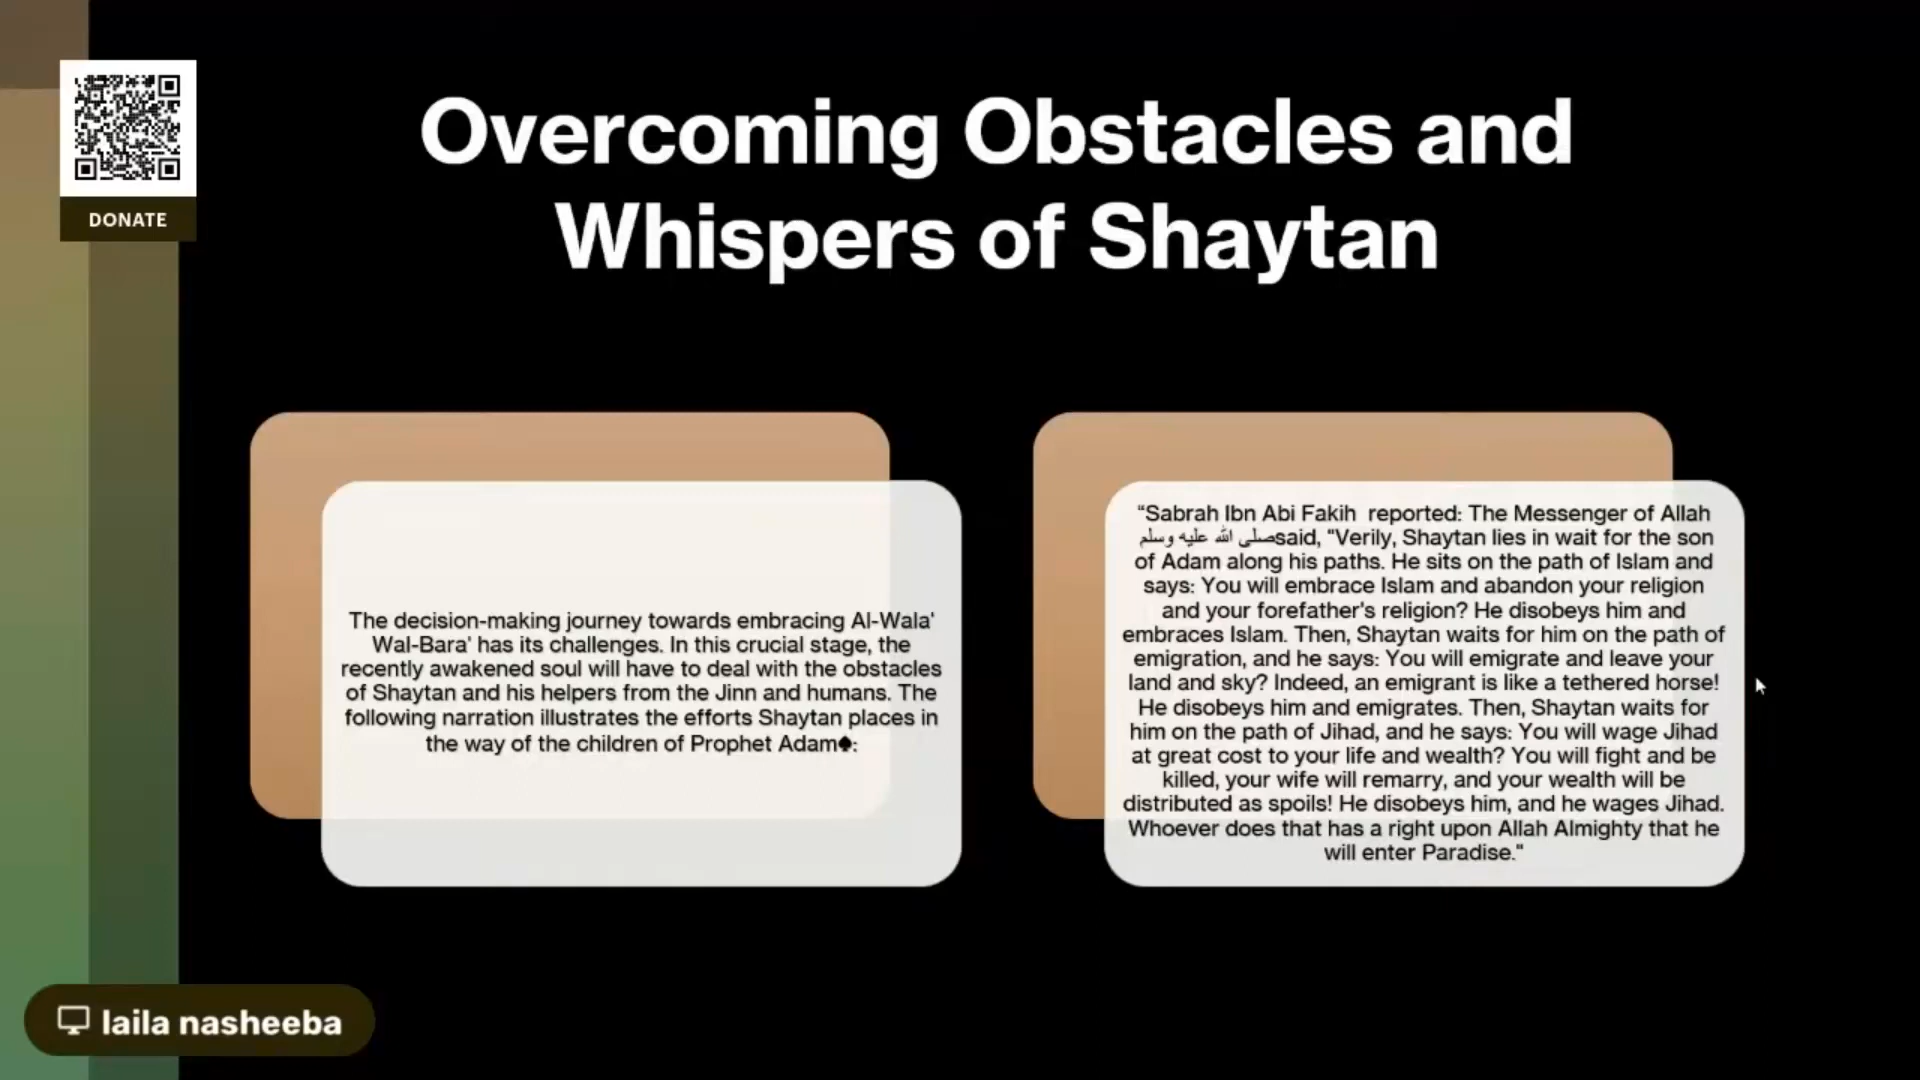 DONATE
Overcoming Obstacles and
Whispers of Shaytan
The decision-making journey towards embracing Al-Wala'
Wal-Bara' has its challenges. In this crucial stage, the
recently awakened soul will have to deal with the obstacles
of Shaytan and his helpers from the Jinn and humans. The
following narration illustrates the efforts Shaytan places in
the way of the children of Prophet Adam♠:
“Sabrah Ibn Abi Fakih reported: The Messenger of Allah
صلى الله عليه وسلمsaid, “Verily, Shaytan lies in wait for the son
of Adam along his paths. He sits on the path of Islam and
says: You will embrace Islam and abandon your religion
and your forefather's religion? He disobeys him and
embraces Islam. Then, Shaytan waits for him on the path of
emigration, and he says: You will emigrate and leave your
land and sky? Indeed, an emigrant is like a tethered horse!
He disobeys him and emigrates. Then, Shaytan waits for
him on the path of Jihad, and he says: You will wage Jihad
at great cost to your life and wealth? You will fight and be
killed, your wife will remarry, and your wealth will be
distributed as spoils! He disobeys him, and he wages Jihad.
Whoever does that has a right upon Allah Almighty that he
will enter Paradise."
laila nasheeba